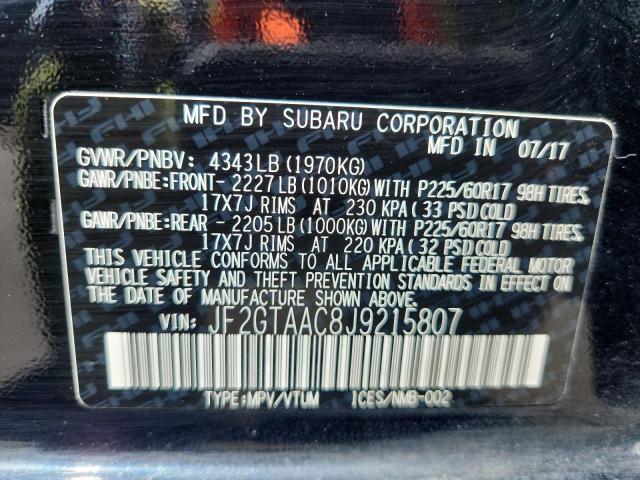 MFD BY SUBARU CORPORATION
MFD IN 07/17
GVWR/PNBV: 4343LB (1970KG)
GAWR/PNBE:FRONT- 2227LB (1010KG) WITH P225/60R17 98H TIRES,
17X7J RIMS AT 230 KPA (33 PSI) COLD
GAWR/PNBE:REAR - 2205LB (1000KG) WITH P225/60R17 98H TIRES,
17X7J RIMS AT 220 KPA (32 PSI) COLD
THIS VEHICLE CONFORMS TO ALL APPLICABLE FEDERAL MOTOR
VEHICLE SAFETY AND THEFT PREVENTION STANDARDS IN EFFECT ON
THE DATE OF MANUFACTURE SHOWN ABOVE.
VIN: JF2GTAAC8J9215807
TYPE:MPV/VTUM ICES/NMB-002